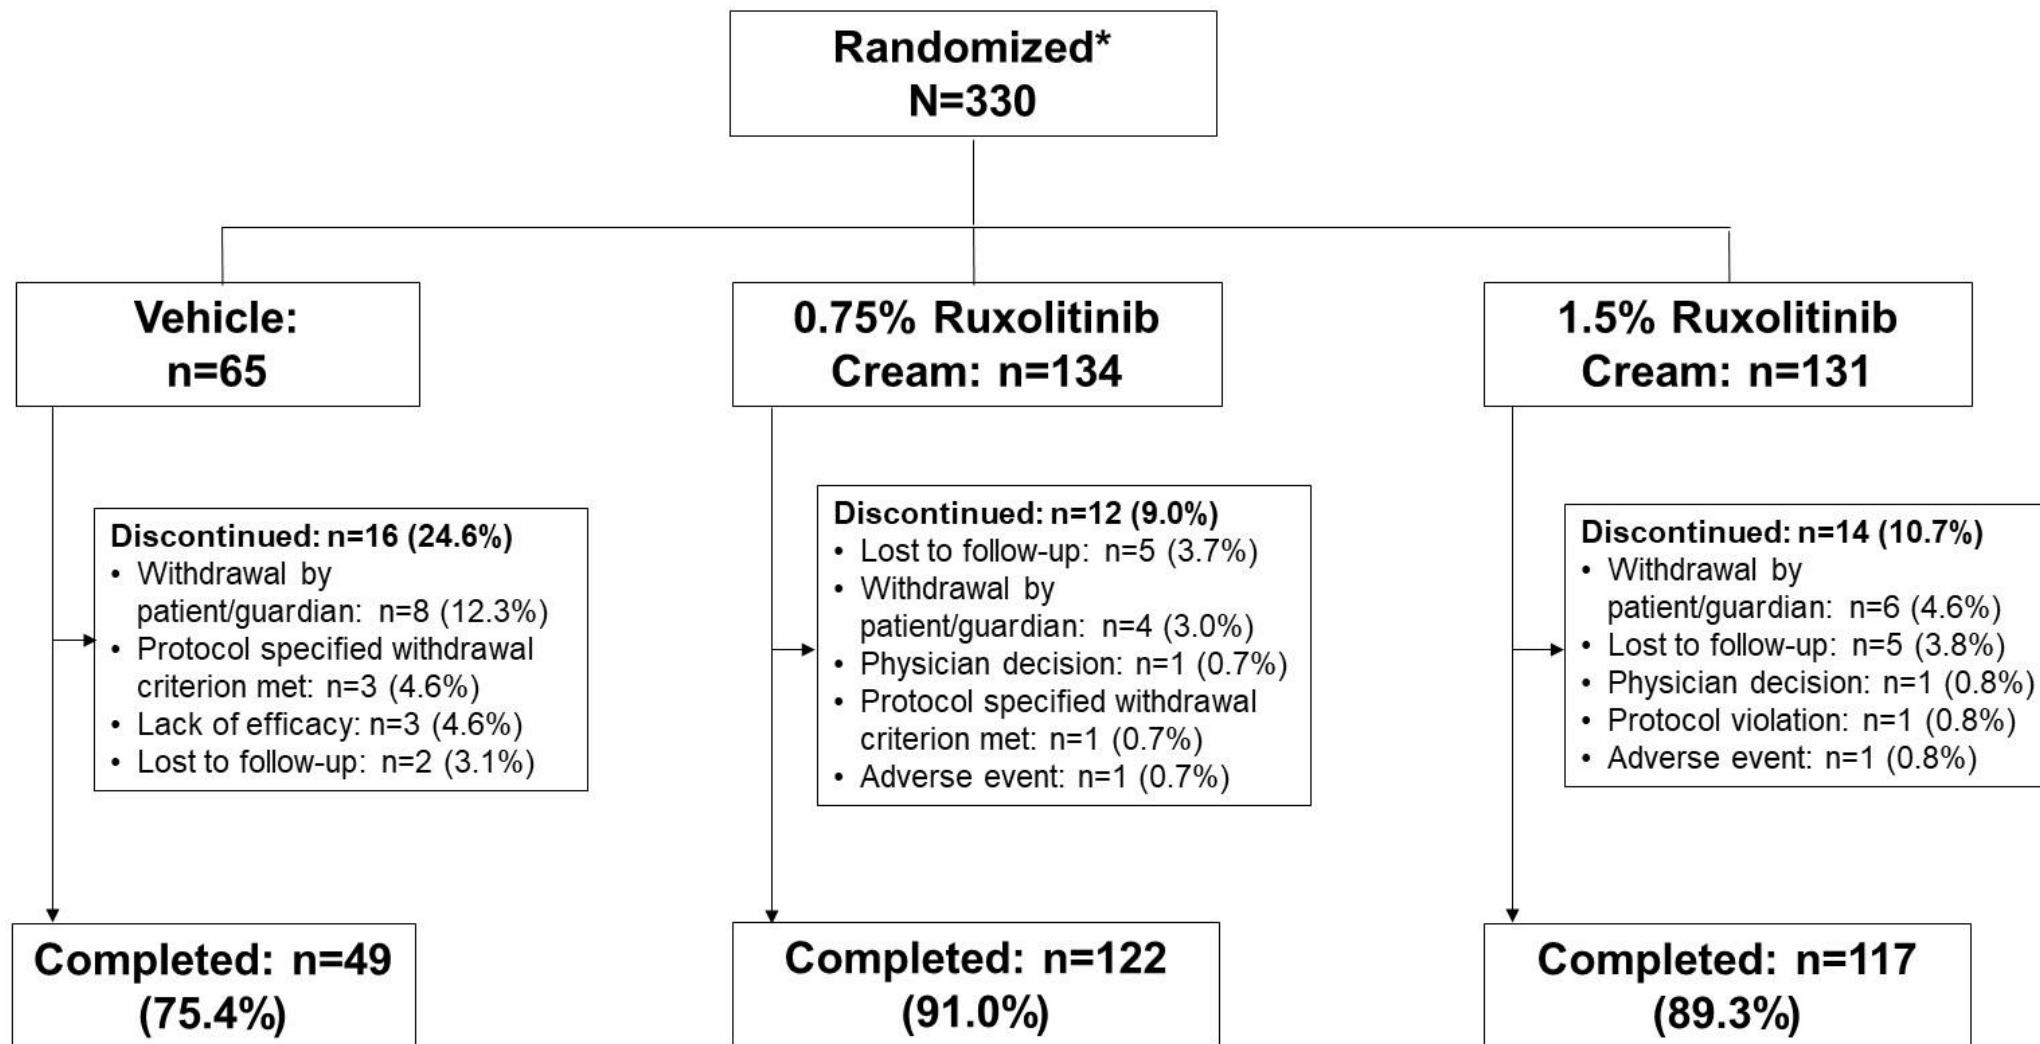 Randomized*
N=330
Vehicle:
n=65
0.75% Ruxolitinib
Cream: n=134
1.5% Ruxolitinib
Cream: n=131
Discontinued: n=16 (24.6%)
• Withdrawal by
patient/guardian: n=8 (12.3%)
• Protocol specified withdrawal
criterion met: n=3 (4.6%)
• Lack of efficacy: n=3 (4.6%)
• Lost to follow-up: n=2 (3.1%)
Discontinued: n=12 (9.0%)
• Lost to follow-up: n=5 (3.7%)
• Withdrawal by
patient/guardian: n=4 (3.0%)
• Physician decision: n=1 (0.7%)
• Protocol specified withdrawal
criterion met: n=1 (0.7%)
• Adverse event: n=1 (0.7%)
Discontinued: n=14 (10.7%)
• Withdrawal by
patient/guardian: n=6 (4.6%)
• Lost to follow-up: n=5 (3.8%)
• Physician decision: n=1 (0.8%)
• Protocol violation: n=1 (0.8%)
• Adverse event: n=1 (0.8%)
Completed: n=49
(75.4%)
Completed: n=122
(91.0%)
Completed: n=117
(89.3%)